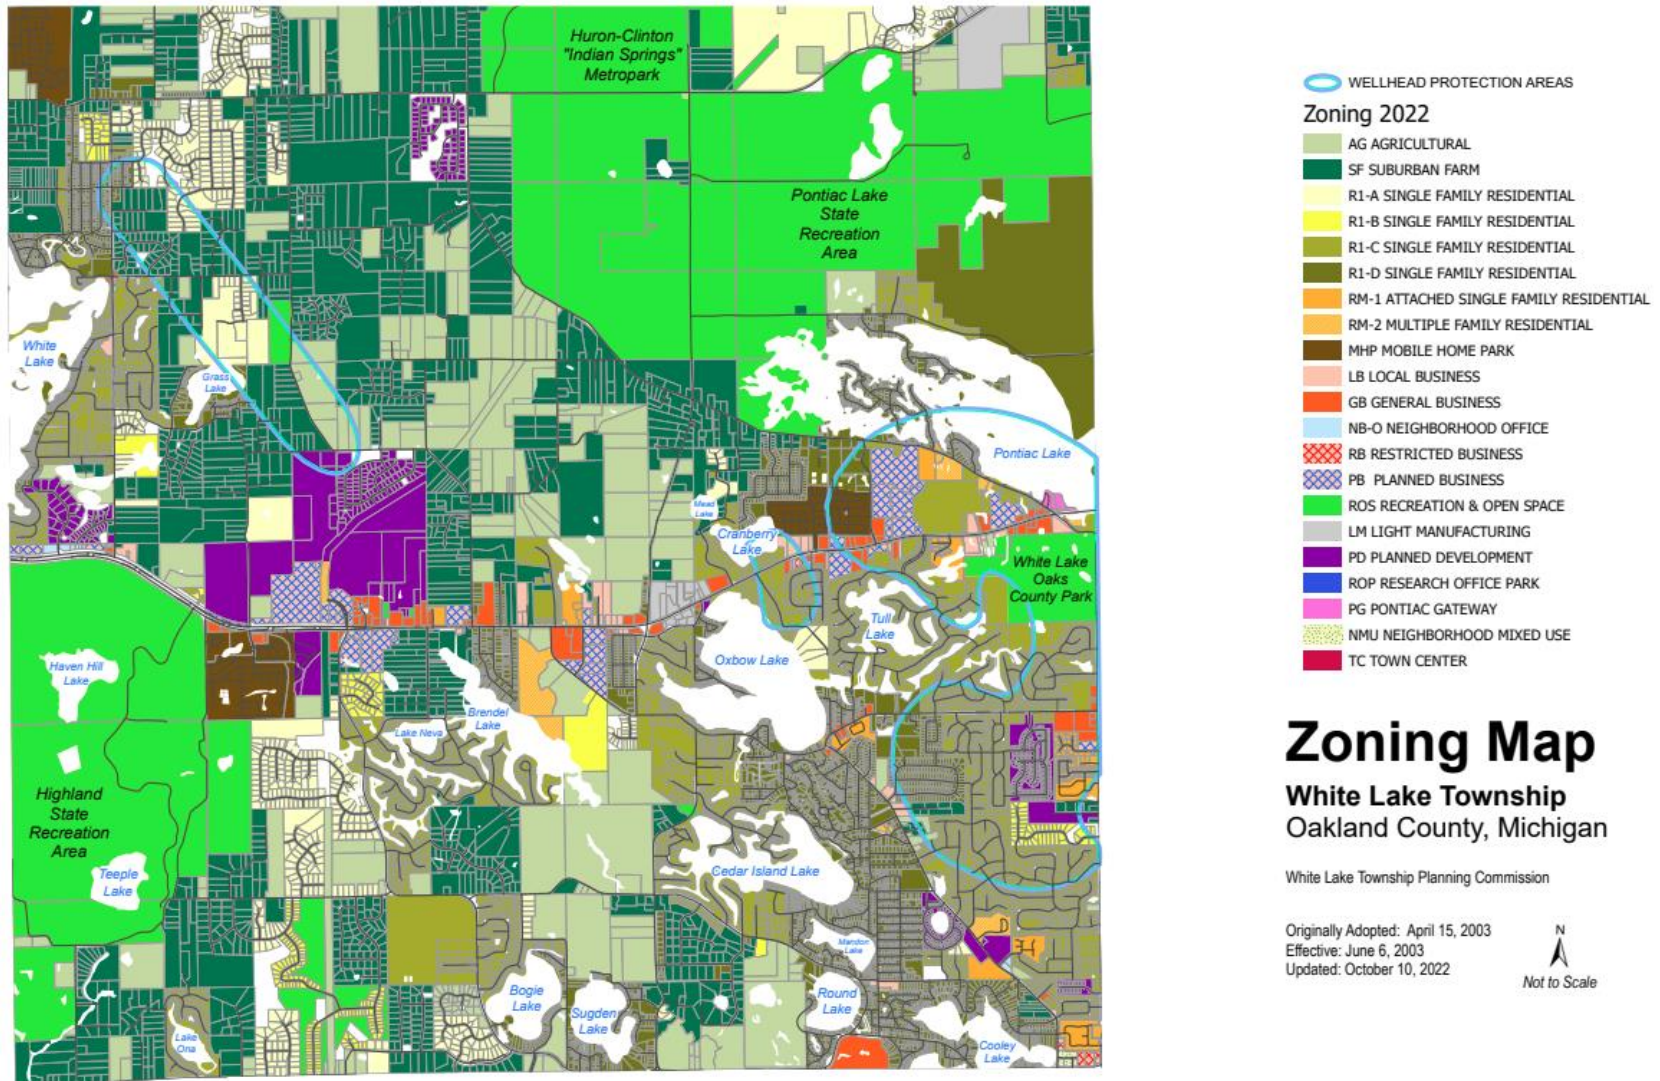 Huron-Clinton
"Indian Springs"
Metropark
Pontiac Lake
State
Recreation
Area
White
Lake
Grass
Lake
Pontiac Lake
Mead
Lake
Cranberry
Lake
White Lake
Oaks
County Park
Tull
Lake
Oxbow Lake
Haven Hill
Lake
Brendel
Lake
Lake Neva
Highland
State
Recreation
Area
Teeple
Lake
Cedar Island Lake
Mandon
Lake
Bogie
Lake
Sugden
Lake
Round
Lake
Lake
Ona
Cooley
Lake
WELLHEAD PROTECTION AREAS
Zoning 2022
AG AGRICULTURAL
SF SUBURBAN FARM
R1-A SINGLE FAMILY RESIDENTIAL
R1-B SINGLE FAMILY RESIDENTIAL
R1-C SINGLE FAMILY RESIDENTIAL
R1-D SINGLE FAMILY RESIDENTIAL
RM-1 ATTACHED SINGLE FAMILY RESIDENTIAL
RM-2 MULTIPLE FAMILY RESIDENTIAL
MHP MOBILE HOME PARK
LB LOCAL BUSINESS
GB GENERAL BUSINESS
NB-O NEIGHBORHOOD OFFICE
RB RESTRICTED BUSINESS
PB PLANNED BUSINESS
ROS RECREATION & OPEN SPACE
LM LIGHT MANUFACTURING
PD PLANNED DEVELOPMENT
ROP RESEARCH OFFICE PARK
PG PONTIAC GATEWAY
NMU NEIGHBORHOOD MIXED USE
TC TOWN CENTER
Zoning Map
White Lake Township
Oakland County, Michigan
White Lake Township Planning Commission
Originally Adopted: April 15, 2003
Effective: June 6, 2003
Updated: October 10, 2022
N
Not to Scale